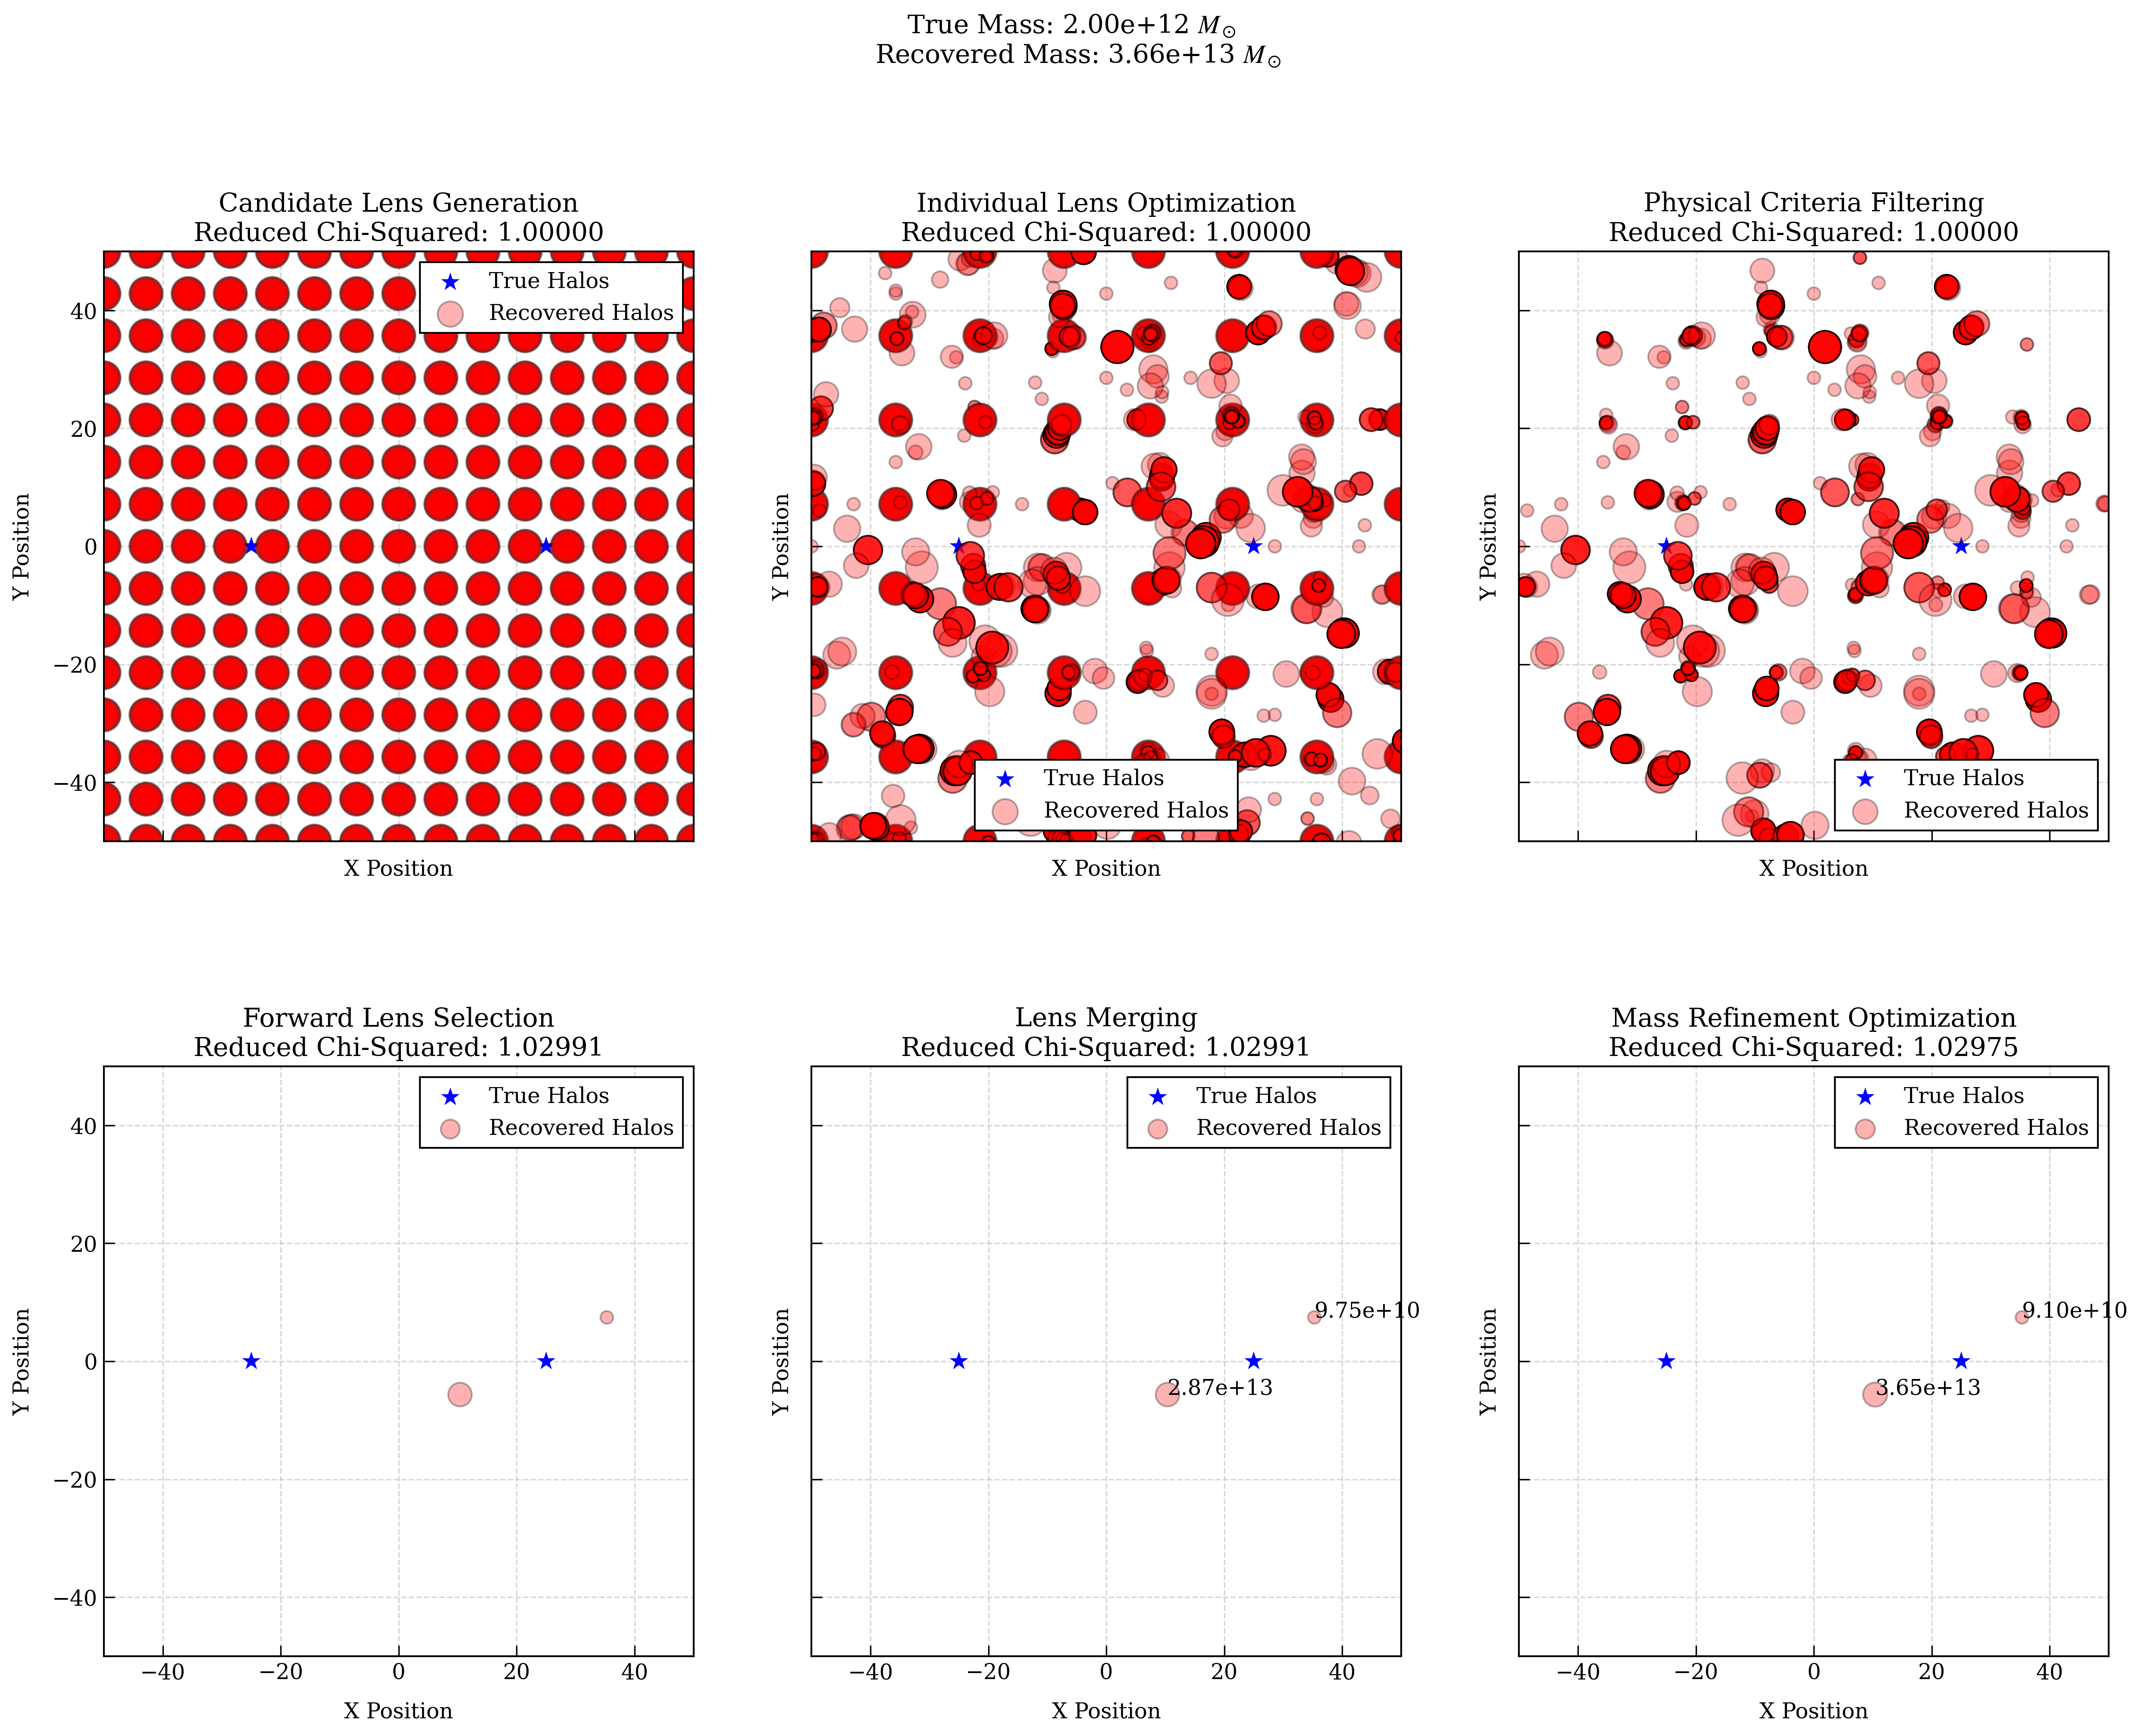 True Mass: 2.00e+12 M☉
Recovered Mass: 3.66e+13 M☉
Candidate Lens Generation
Reduced Chi-Squared: 1.00000
True Halos
Recovered Halos
40
20
0
−20
−40
Y Position
X Position
Individual Lens Optimization
Reduced Chi-Squared: 1.00000
True Halos
Recovered Halos
Y Position
X Position
Physical Criteria Filtering
Reduced Chi-Squared: 1.00000
True Halos
Recovered Halos
Y Position
X Position
Forward Lens Selection
Reduced Chi-Squared: 1.02991
True Halos
Recovered Halos
40
20
0
−20
−40
Y Position
−40 −20 0 20 40
X Position
Lens Merging
Reduced Chi-Squared: 1.02991
True Halos
Recovered Halos
9.75e+10
2.87e+13
Y Position
−40 −20 0 20 40
X Position
Mass Refinement Optimization
Reduced Chi-Squared: 1.02975
True Halos
Recovered Halos
9.10e+10
3.65e+13
Y Position
−40 −20 0 20 40
X Position